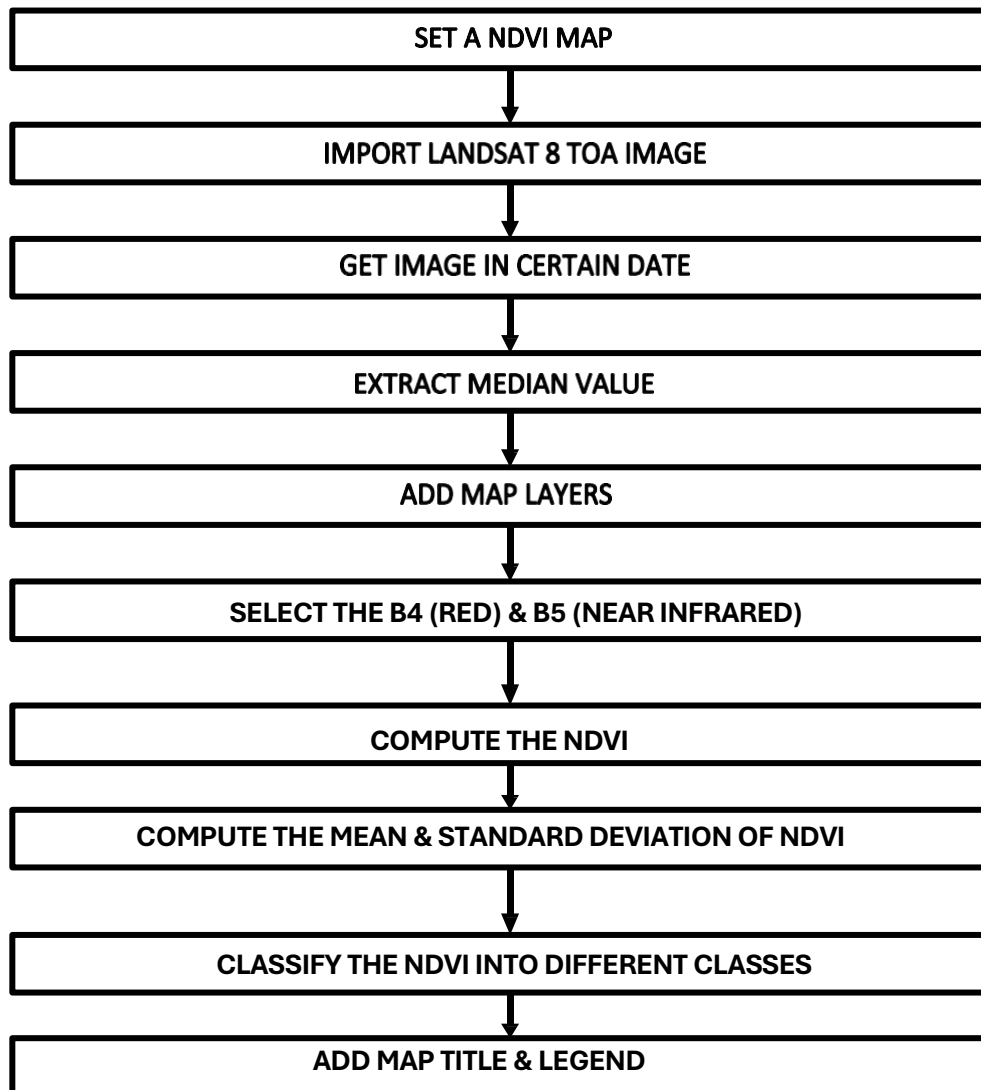 SET A NDVI MAP
IMPORT LANDSAT 8 TOA IMAGE
GET IMAGE IN CERTAIN DATE
EXTRACT MEDIAN VALUE
ADD MAP LAYERS
SELECT THE B4 (RED) & B5 (NEAR INFRARED)
COMPUTE THE NDVI
COMPUTE THE MEAN & STANDARD DEVIATION OF NDVI
CLASSIFY THE NDVI INTO DIFFERENT CLASSES
ADD MAP TITLE & LEGEND